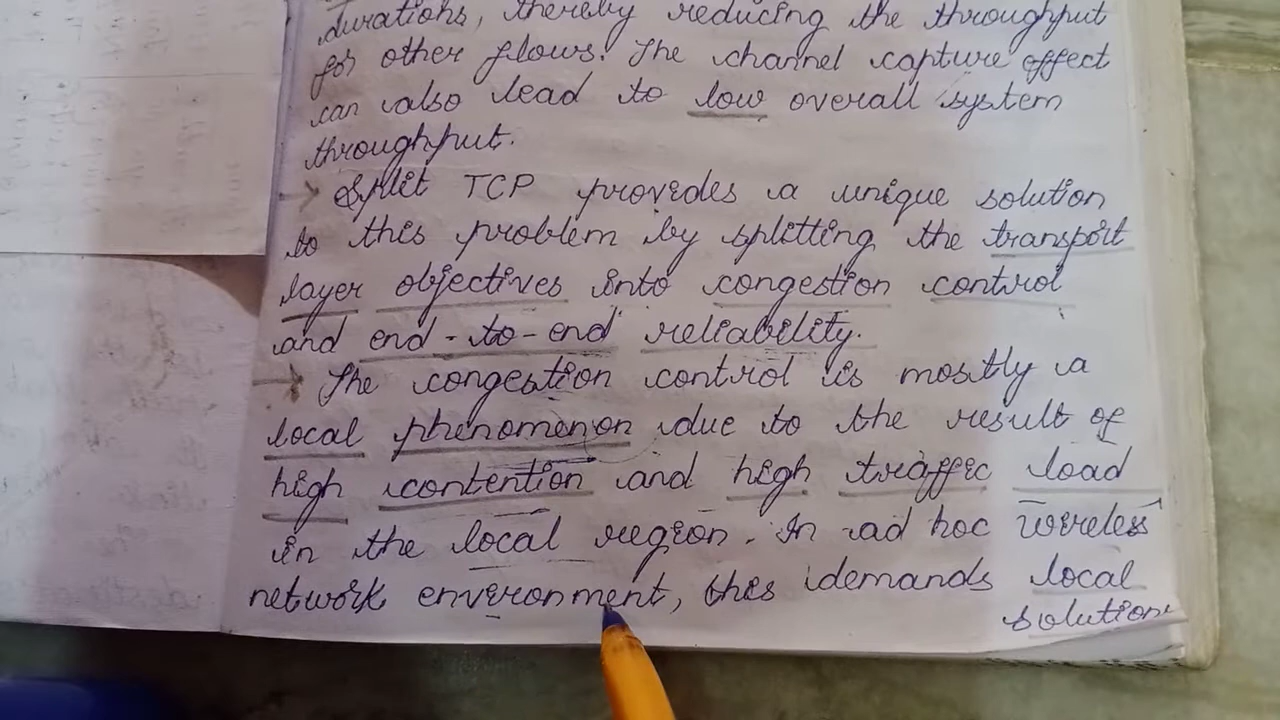 durations, thereby reducing the throughput
for other flows. The channel capture effect
can also lead to low overall system
throughput.
→ Split TCP provides a unique solution
to this problem by splitting the transport
layer objectives into congestion control
and end-to-end reliability.
→ The congestion control is mostly a
local phenomenon due to the result of
high contention and high traffic load
in the local region. In ad hoc wireless
network environment, this demands local
solutions